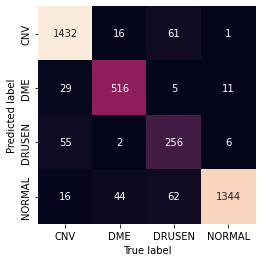 CNV 1432 16 61 1
DME 29 516 5 11
DRUSEN 55 2 256 6
NORMAL 16 44 62 1344
CNV DME DRUSEN NORMAL
True label
Predicted label